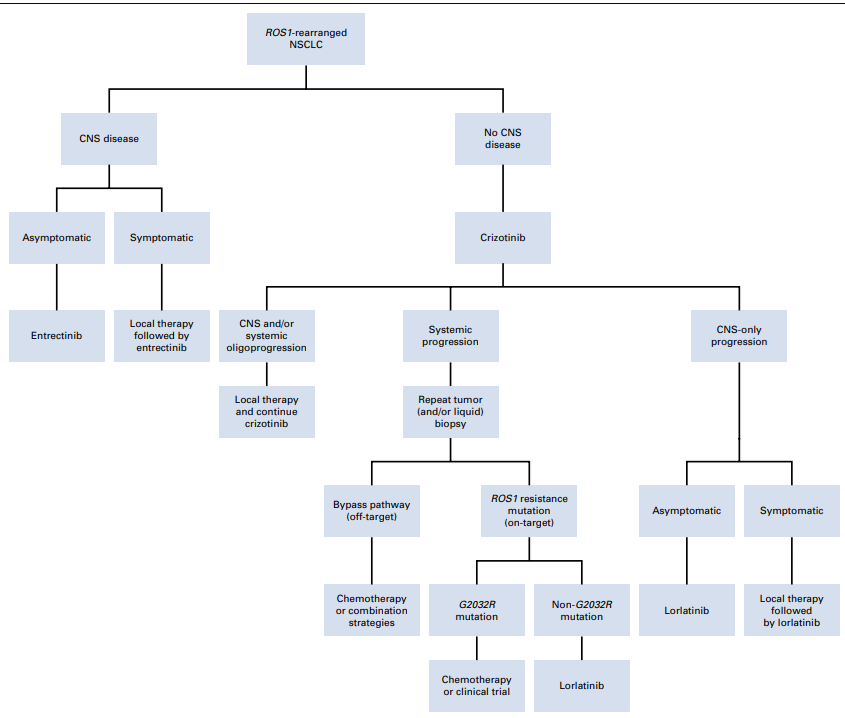 ROS1-rearranged
NSCLC
CNS disease
No CNS
disease
Asymptomatic
Symptomatic
Crizotinib
Entrectinib
Local therapy
followed by
entrectinib
CNS and/or
systemic
oligoprogression
Systemic
progression
CNS-only
progression
Local therapy
and continue
crizotinib
Repeat tumor
(and/or liquid)
biopsy
Bypass pathway
(off-target)
ROS1 resistance
mutation
(on-target)
Asymptomatic
Symptomatic
Chemotherapy
or combination
strategies
G2032R
mutation
Non-G2032R
mutation
Lorlatinib
Local therapy
followed
by lorlatinib
Chemotherapy
or clinical trial
Lorlatinib